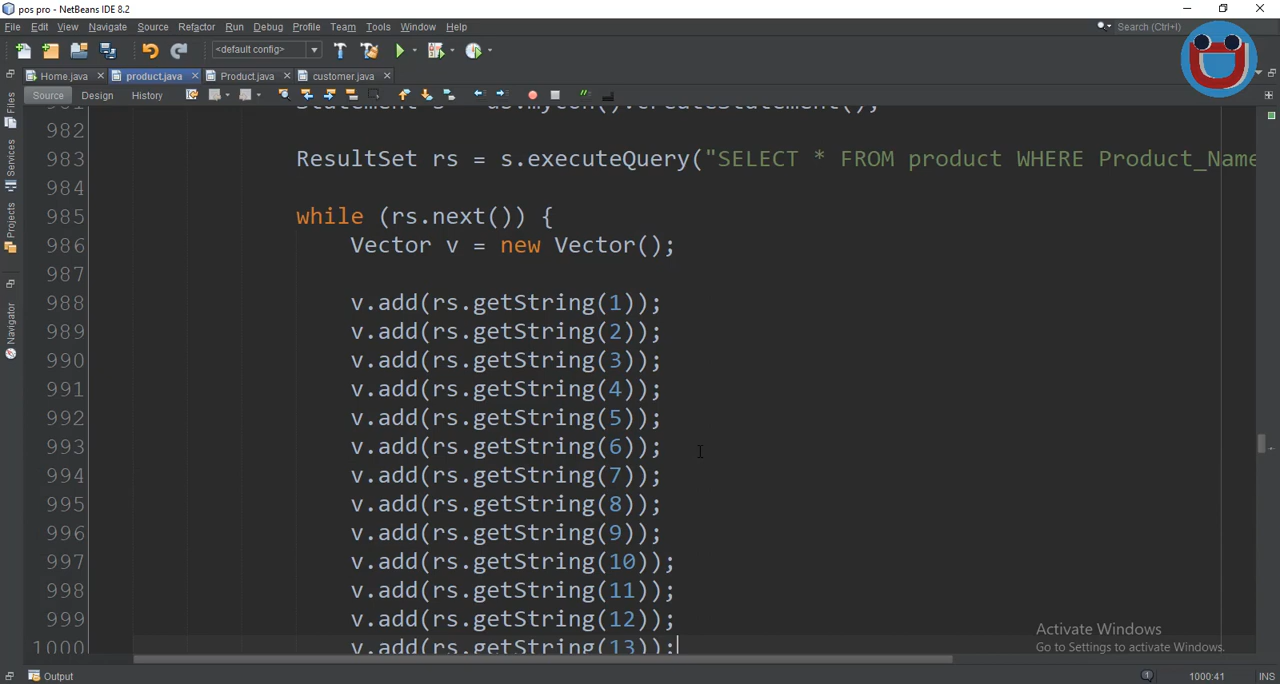 pos pro - NetBeans IDE 8.2
File Edit View Navigate Source Refactor Run Debug Profile Team Tools Window Help
Search (Ctrl+I)
<default config>
Home.java product.java Product.java customer.java
Source Design History
Files
Services
Projects
Navigator
982
983 ResultSet rs = s.executeQuery("SELECT * FROM product WHERE Product_Name
984
985 while (rs.next()) {
986 Vector v = new Vector();
987
988 v.add(rs.getString(1));
989 v.add(rs.getString(2));
990 v.add(rs.getString(3));
991 v.add(rs.getString(4));
992 v.add(rs.getString(5));
993 v.add(rs.getString(6));
994 v.add(rs.getString(7));
995 v.add(rs.getString(8));
996 v.add(rs.getString(9));
997 v.add(rs.getString(10));
998 v.add(rs.getString(11));
999 v.add(rs.getString(12));
1000 v.add(rs.getString(13));
Activate Windows
Go to Settings to activate Windows.
Output
1000:41 INS